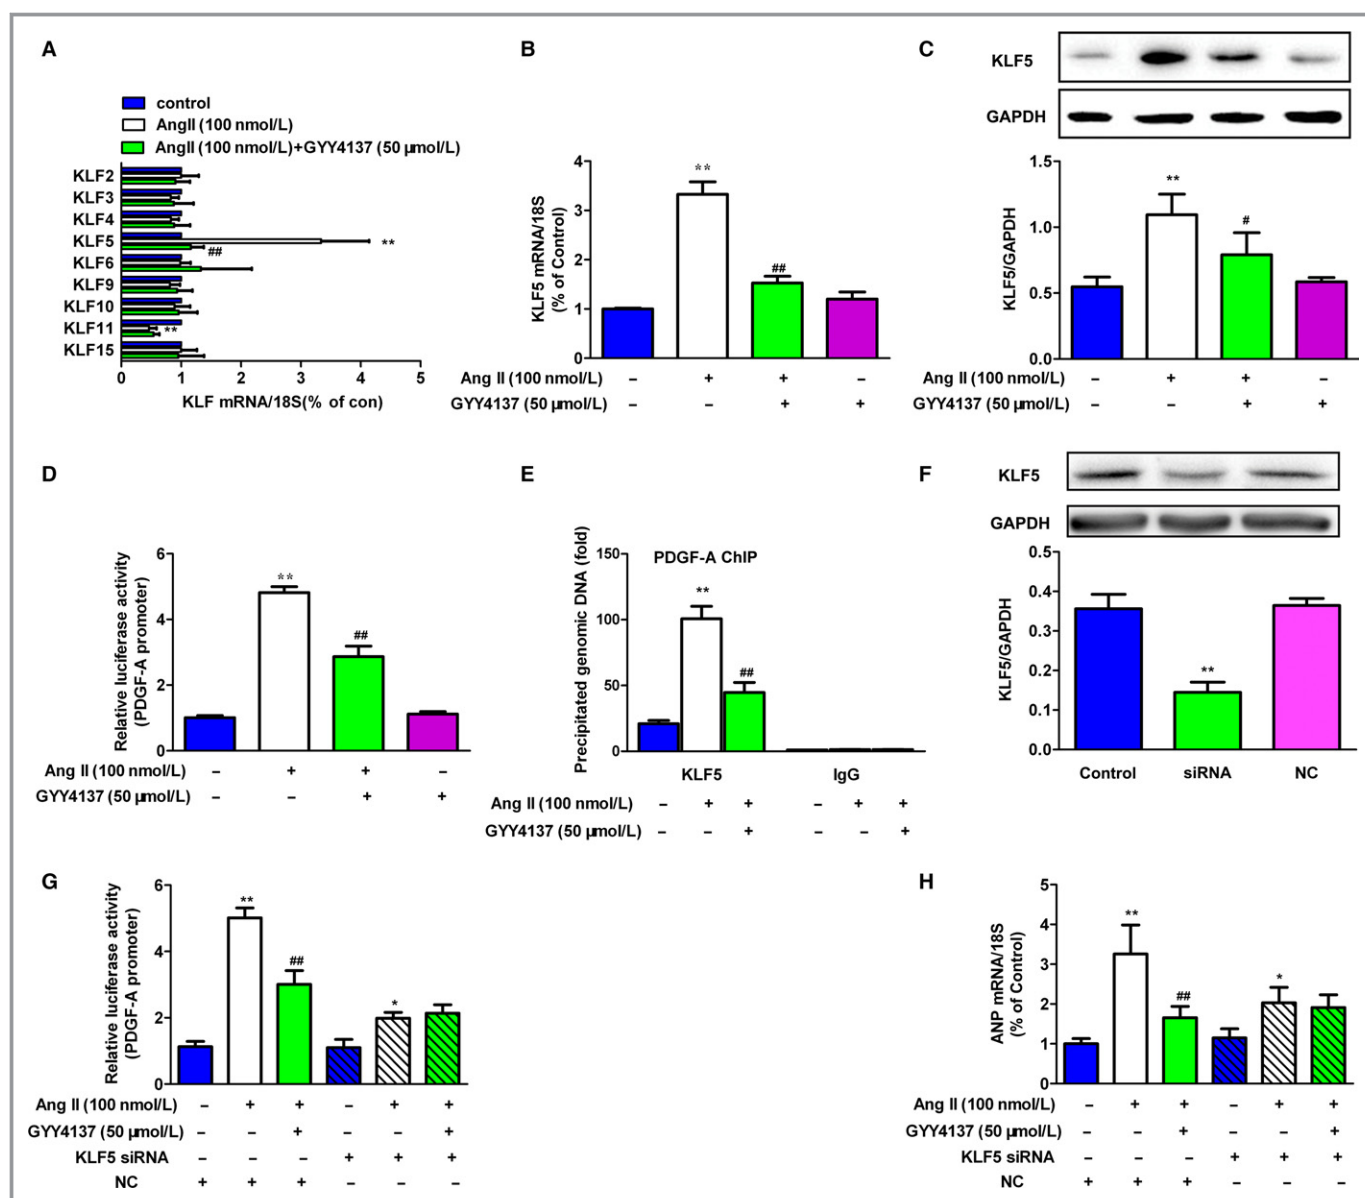 A
control
AngII (100 nmol/L)
AngII (100 nmol/L)+GYY4137 (50 µmol/L)
KLF2
KLF3
KLF4
KLF5
**
##
KLF6
KLF9
KLF10
KLF11
**
KLF15
0 1 2 3 4 5
KLF mRNA/18S(% of con)
B
KLF5 mRNA/18S
(% of Control)
4
3
2
1
0
**
##
Ang II (100 nmol/L) – + + –
GYY4137 (50 µmol/L) – – + +
C
KLF5
GAPDH
KLF5/GAPDH
1.5
1.0
0.5
0.0
**
#
Ang II (100 nmol/L) – + + –
GYY4137 (50 µmol/L) – – + +
D
Relative luciferase activity
(PDGF-A promoter)
6
4
2
0
**
##
Ang II (100 nmol/L) – + + –
GYY4137 (50 µmol/L) – – + +
E
Precipitated genomic DNA (fold)
150
100
50
0
PDGF-A ChIP
**
##
KLF5 IgG
Ang II (100 nmol/L) – + + – + +
GYY4137 (50 µmol/L) – – + – – +
F
KLF5
GAPDH
KLF5/GAPDH
0.5
0.4
0.3
0.2
0.1
0.0
**
Control siRNA NC
G
Relative luciferase activity
(PDGF-A promoter)
6
4
2
0
**
##
*
Ang II (100 nmol/L) – + + – + +
GYY4137 (50 µmol/L) – – + – – +
KLF5 siRNA – – – + + +
NC + + + – – –
H
ANP mRNA/18S
(% of Control)
5
4
3
2
1
0
**
##
*
Ang II (100 nmol/L) – + + – + +
GYY4137 (50 µmol/L) – – + – – +
KLF5 siRNA – – – + + +
NC + + + – – –